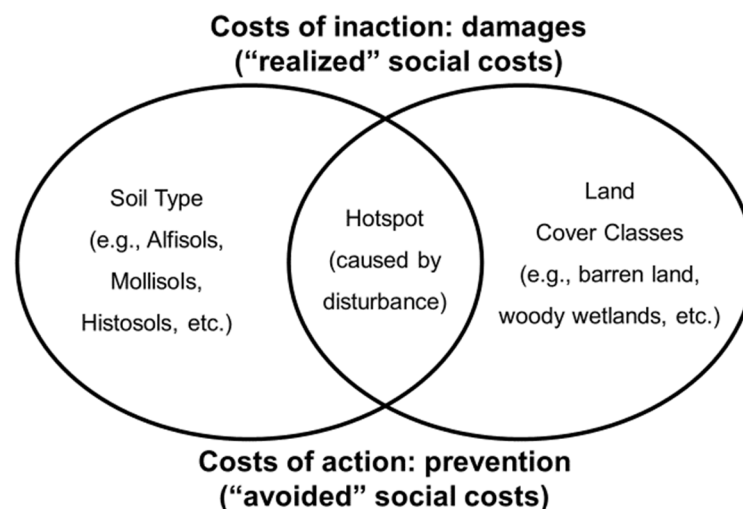 Costs of inaction: damages
(“realized” social costs)
Soil Type
(e.g., Alfisols,
Mollisols,
Histosols, etc.)
Hotspot
(caused by
disturbance)
Land
Cover Classes
(e.g., barren land,
woody wetlands, etc.)
Costs of action: prevention
(“avoided” social costs)